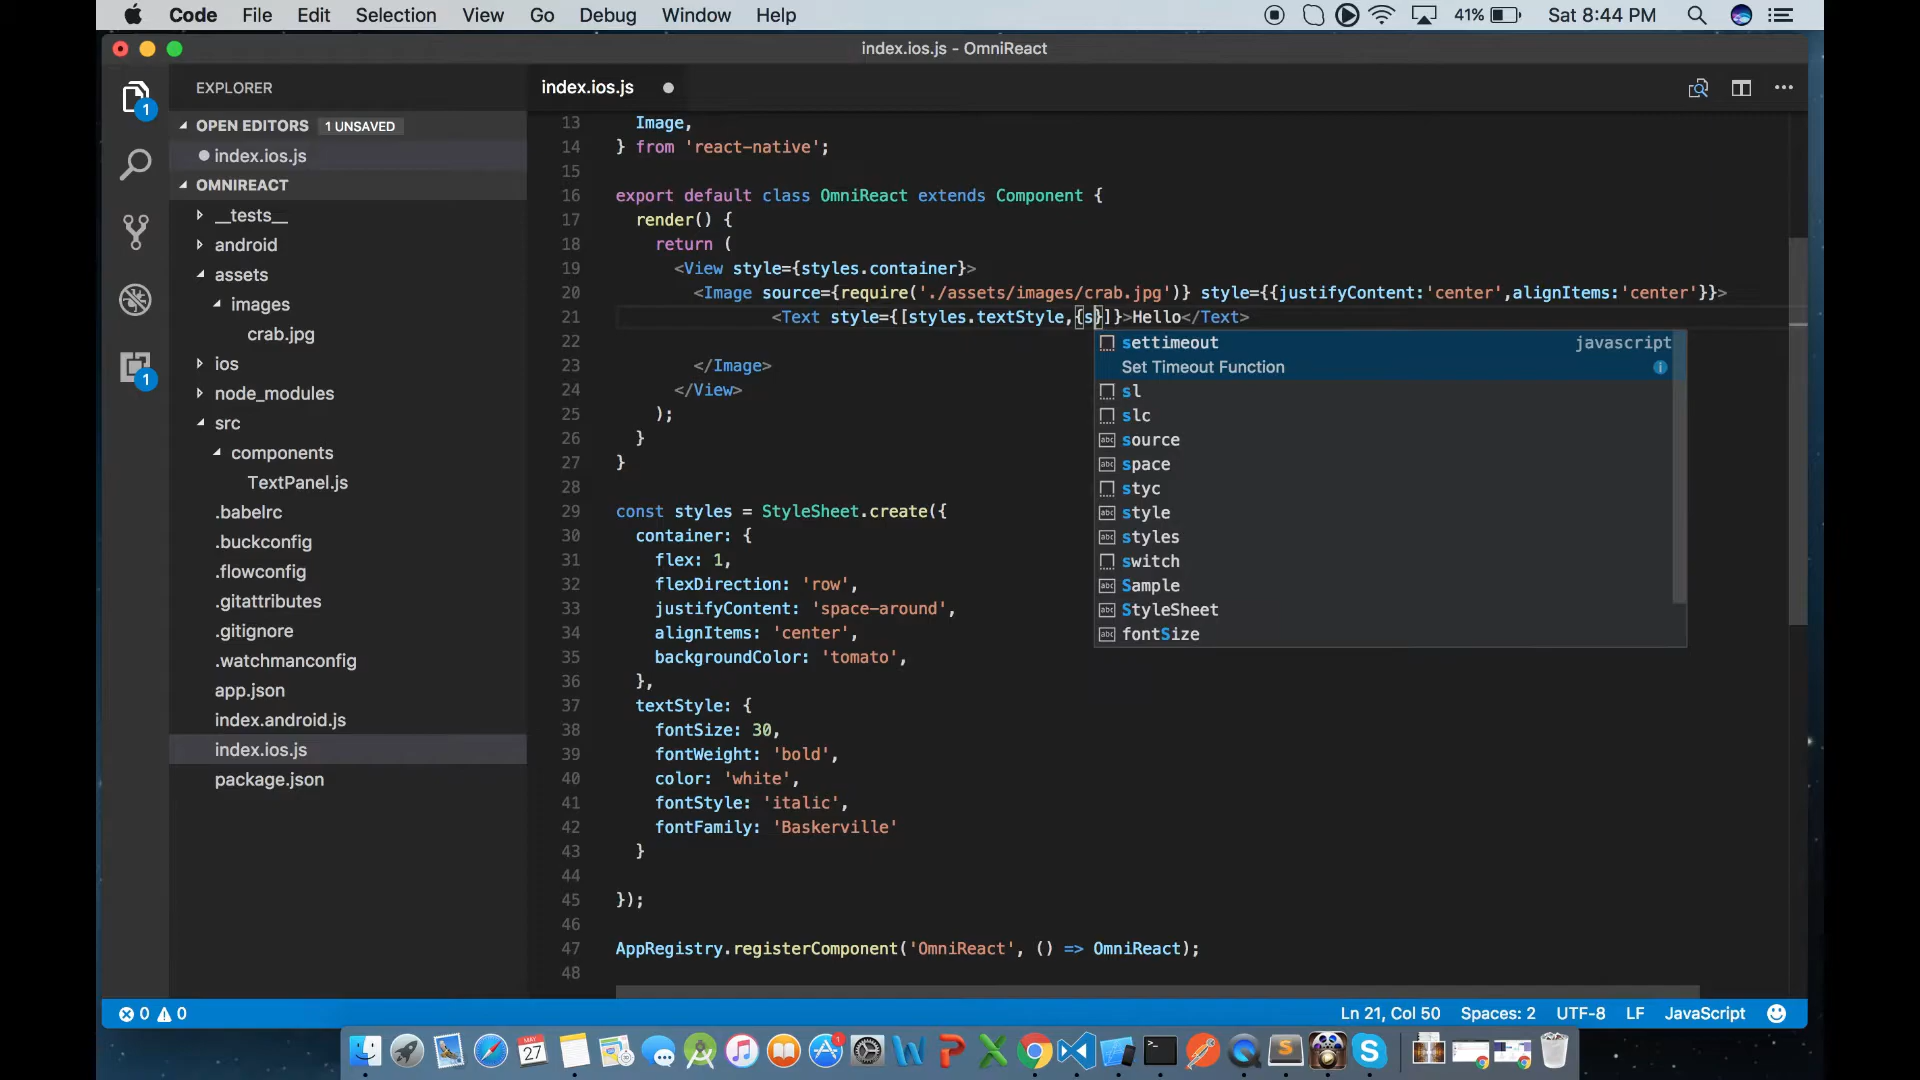 Code File Edit Selection View Go Debug Window Help 41% Sat 8:44 PM
index.ios.js - OmniReact
EXPLORER
index.ios.js
OPEN EDITORS 1 UNSAVED
index.ios.js
OMNIREACT
__tests__
android
assets
images
crab.jpg
ios
node_modules
src
components
TextPanel.js
.babelrc
.buckconfig
.flowconfig
.gitattributes
.gitignore
.watchmanconfig
app.json
index.android.js
index.ios.js
package.json
1
1
13 Image,
14 } from 'react-native';
15
16 export default class OmniReact extends Component {
17 render() {
18 return (
19 <View style={styles.container}>
20 <Image source={require('./assets/images/crab.jpg')} style={{justifyContent:'center',alignItems:'center'}}>
21 <Text style={[styles.textStyle,{s}]}>Hello</Text>
22
23 </Image>
24 </View>
25 );
26 }
27 }
28
29 const styles = StyleSheet.create({
30 container: {
31 flex: 1,
32 flexDirection: 'row',
33 justifyContent: 'space-around',
34 alignItems: 'center',
35 backgroundColor: 'tomato',
36 },
37 textStyle: {
38 fontSize: 30,
39 fontWeight: 'bold',
40 color: 'white',
41 fontStyle: 'italic',
42 fontFamily: 'Baskerville'
43 }
44
45 });
46
47 AppRegistry.registerComponent('OmniReact', () => OmniReact);
48
settimeout javascript
Set Timeout Function
sl
slc
source
space
styc
style
styles
switch
Sample
StyleSheet
fontSize
0 0 Ln 21, Col 50 Spaces: 2 UTF-8 LF JavaScript
MAY
27
1